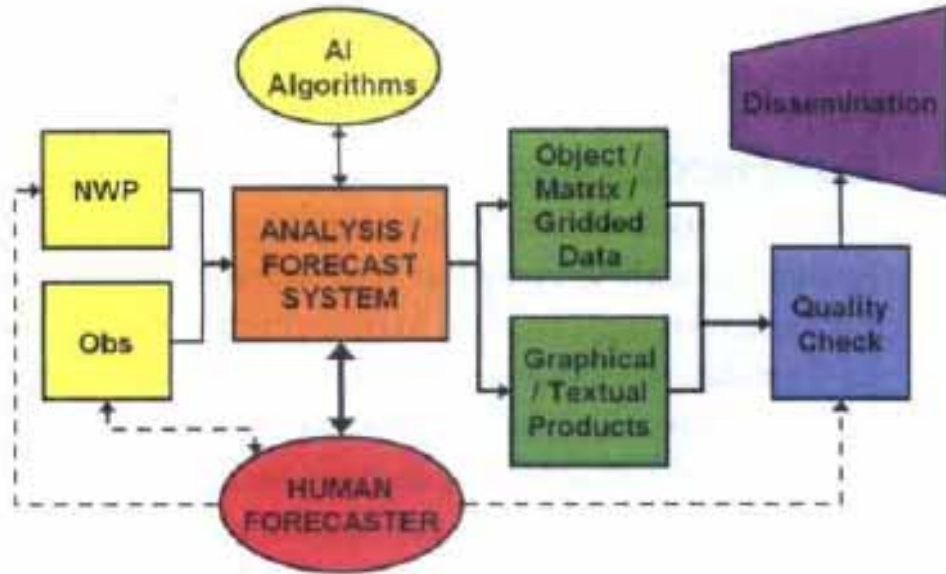 AI
Algorithms
Dissemination
NWP
Object /
Matrix /
Gridded
Data
ANALYSIS /
FORECAST
SYSTEM
Obs
Quality
Check
Graphical
/ Textual
Products
HUMAN
FORECASTER